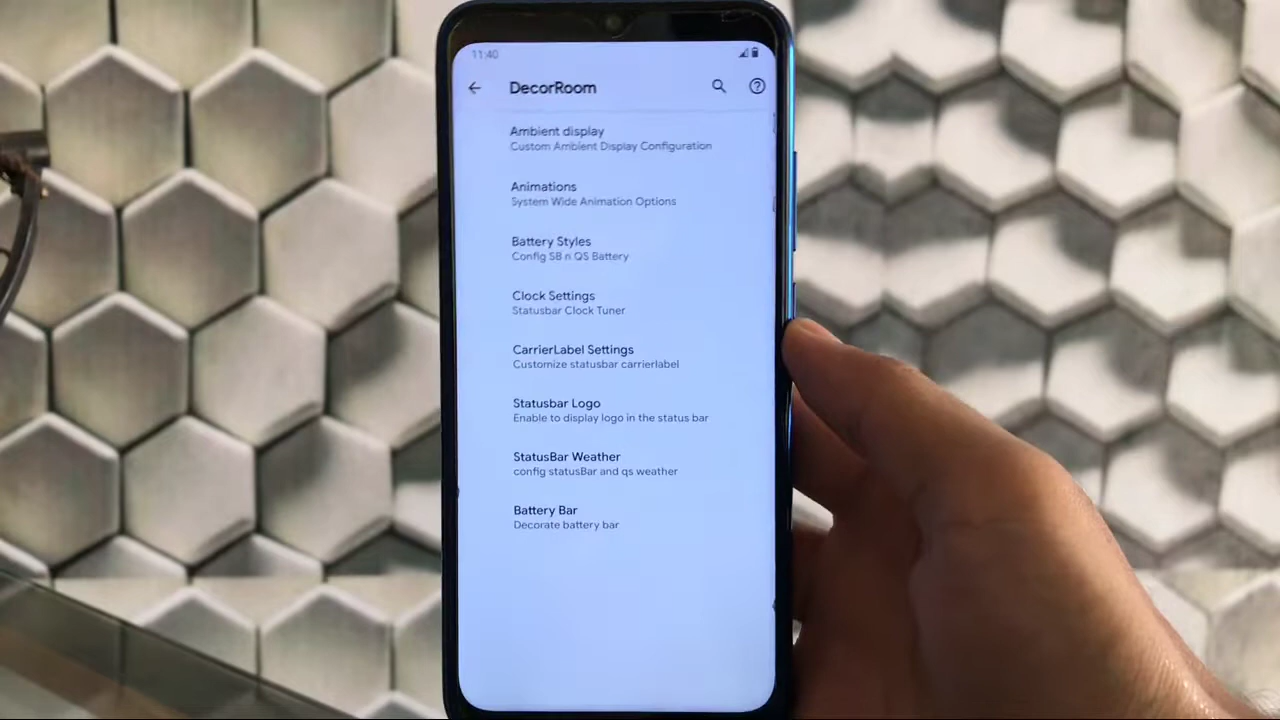 11:40
DecorRoom
Ambient display
Custom Ambient Display Configuration
Animations
System Wide Animation Options
Battery Styles
Config SB n QS Battery
Clock Settings
Statusbar Clock Tuner
CarrierLabel Settings
Customize statusbar carrierlabel
Statusbar Logo
Enable to display logo in the status bar
StatusBar Weather
config statusBar and qs weather
Battery Bar
Decorate battery bar